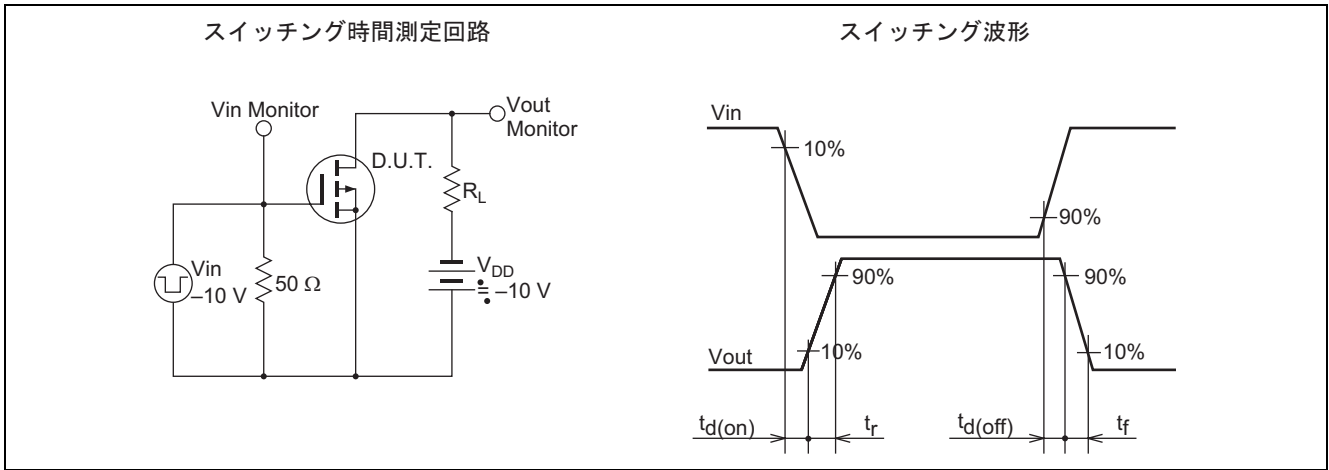 スイッチング時間測定回路
Vin Monitor
Vout
Monitor
D.U.T.
RL
Vin
–10 V
50 Ω
VDD
≒ –10 V
スイッチング波形
Vin
10%
90%
90%
90%
Vout
10%
10%
td(on)
tr
td(off)
tf